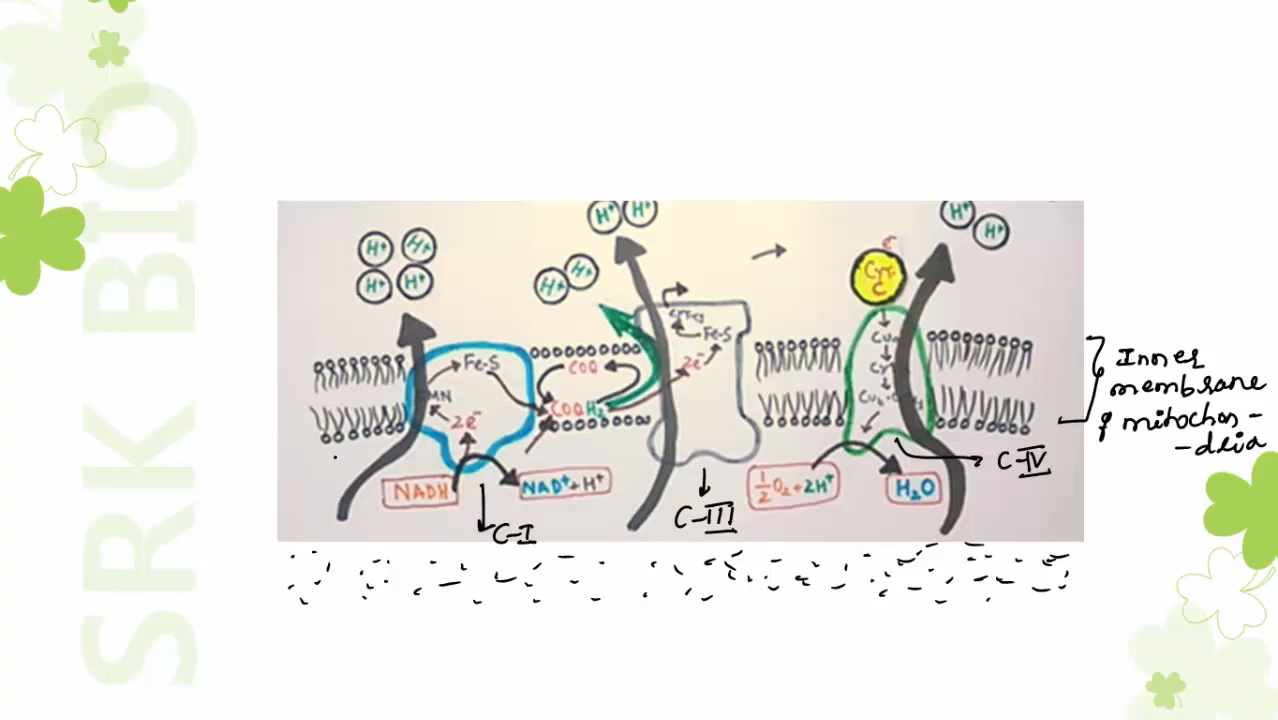 SRK BIO
H+ H+
H+ H+
H+ H+
H+ H+
H+ H+
H+ H+
e-
Cyt.
C
Fe-S
Fe-S
COQ
2e-
MN
COQH2
2e-
NADH
NAD+ + H+
1/2 O2 + 2H+
H2O
C-I
C-III
C-IV
Inner
membrane
of mitochon-
-dria